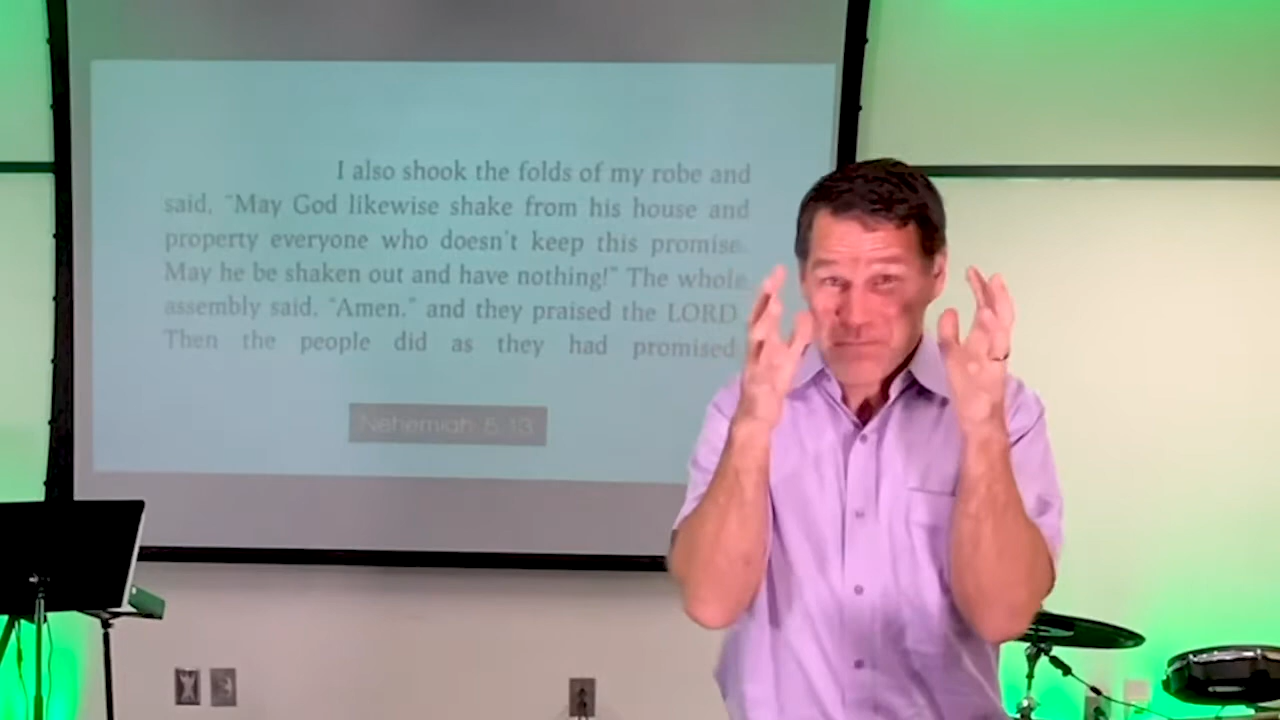 I also shook the folds of my robe and
said, "May God likewise shake from his house and
property everyone who doesn't keep this promise.
May he be shaken out and have nothing!" The whole
assembly said, "Amen," and they praised the LORD.
Then the people did as they had promised
Nehemiah 5:13